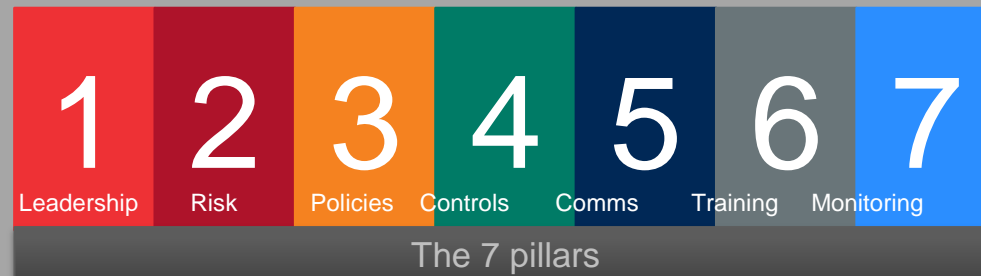 1 2 3 4 5 6 7
Leadership Risk Policies Controls Comms Training Monitoring
The 7 pillars